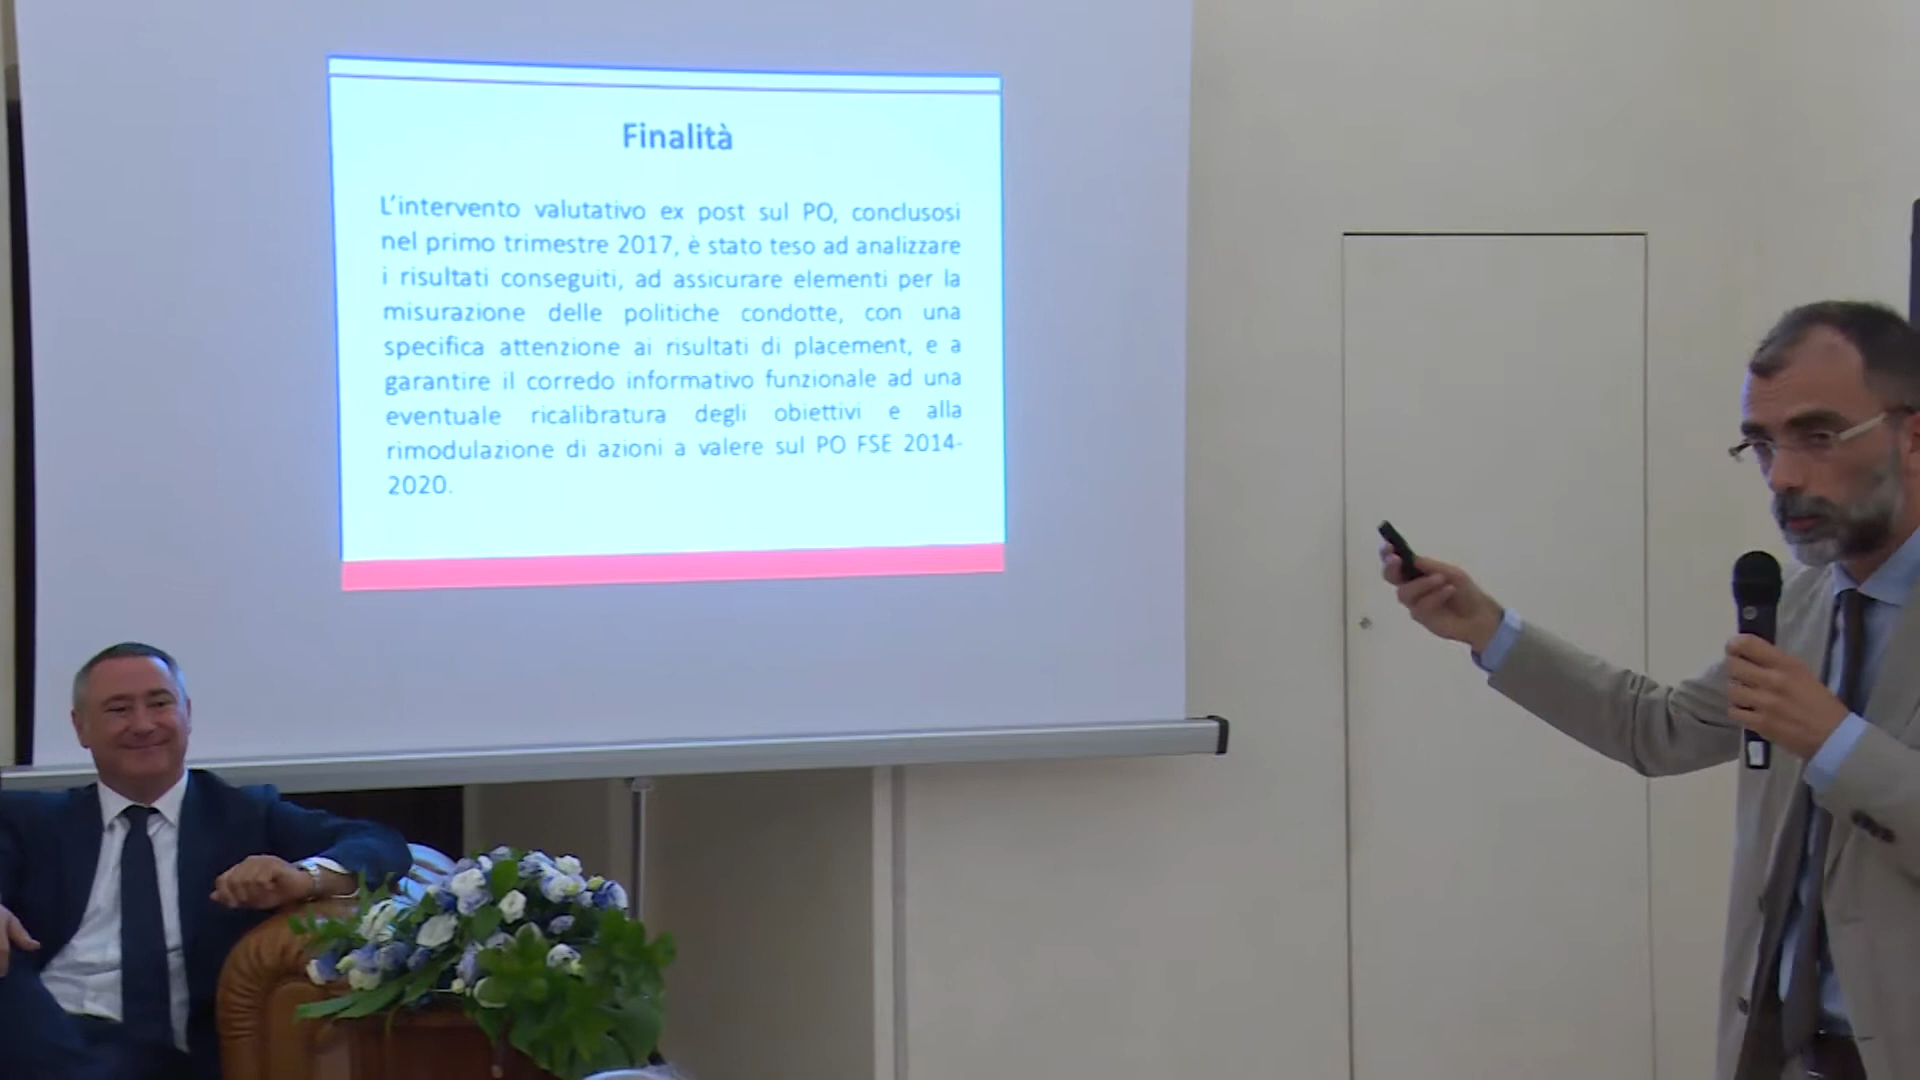 Finalità
L'intervento valutativo ex post sul PO, conclusosi
nel primo trimestre 2017, è stato teso ad analizzare
i risultati conseguiti, ad assicurare elementi per la
misurazione delle politiche condotte, con una
specifica attenzione ai risultati di placement, e a
garantire il corredo informativo funzionale ad una
eventuale ricalibratura degli obiettivi e alla
rimodulazione di azioni a valere sul PO FSE 2014-
2020.